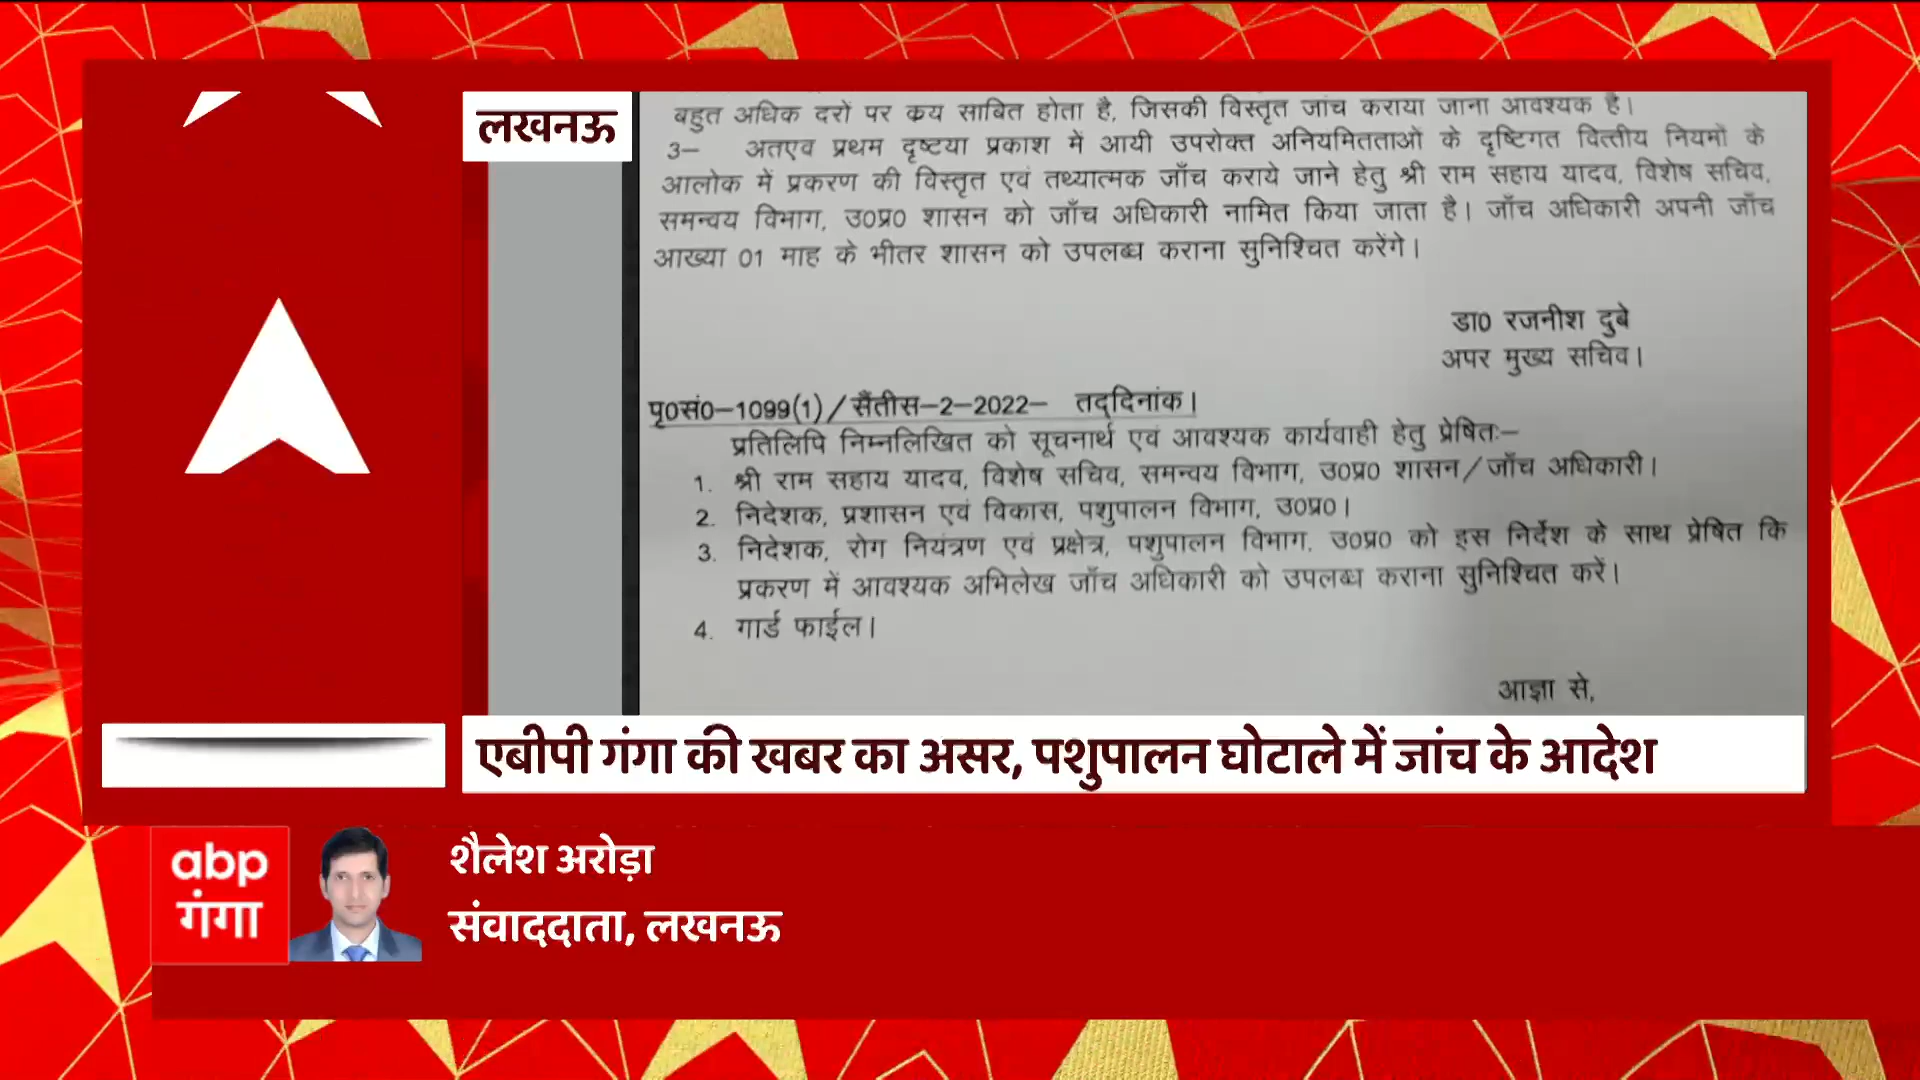 लखनऊ
बहुत अधिक दरों पर क्रय साबित होता है, जिसकी विस्तृत जांच कराया जाना आवश्यक है।
3— अतएव प्रथम दृष्टया प्रकाश में आयी उपरोक्त अनियमितताओं के दृष्टिगत वित्तीय नियमों के
आलोक में प्रकरण की विस्तृत एवं तथ्यात्मक जाँच कराये जाने हेतु श्री राम सहाय यादव, विशेष सचिव,
समन्वय विभाग, उ0प्र0 शासन को जाँच अधिकारी नामित किया जाता है। जाँच अधिकारी अपनी जाँच
आख्या 01 माह के भीतर शासन को उपलब्ध कराना सुनिश्चित करेंगे।
डा0 रजनीश दुबे
अपर मुख्य सचिव।
पृ0सं0—1099(1)/सैंतीस—2—2022— तद्दिनांक।
प्रतिलिपि निम्नलिखित को सूचनार्थ एवं आवश्यक कार्यवाही हेतु प्रेषितः—
1. श्री राम सहाय यादव, विशेष सचिव, समन्वय विभाग, उ0प्र0 शासन/जाँच अधिकारी।
2. निदेशक, प्रशासन एवं विकास, पशुपालन विभाग, उ0प्र0।
3. निदेशक, रोग नियंत्रण एवं प्रक्षेत्र, पशुपालन विभाग, उ0प्र0 को इस निर्देश के साथ प्रेषित कि
प्रकरण में आवश्यक अभिलेख जाँच अधिकारी को उपलब्ध कराना सुनिश्चित करें।
4. गार्ड फाईल।
आज्ञा से,
एबीपी गंगा की खबर का असर, पशुपालन घोटाले में जांच के आदेश
abp
गंगा
शैलेश अरोड़ा
संवाददाता, लखनऊ